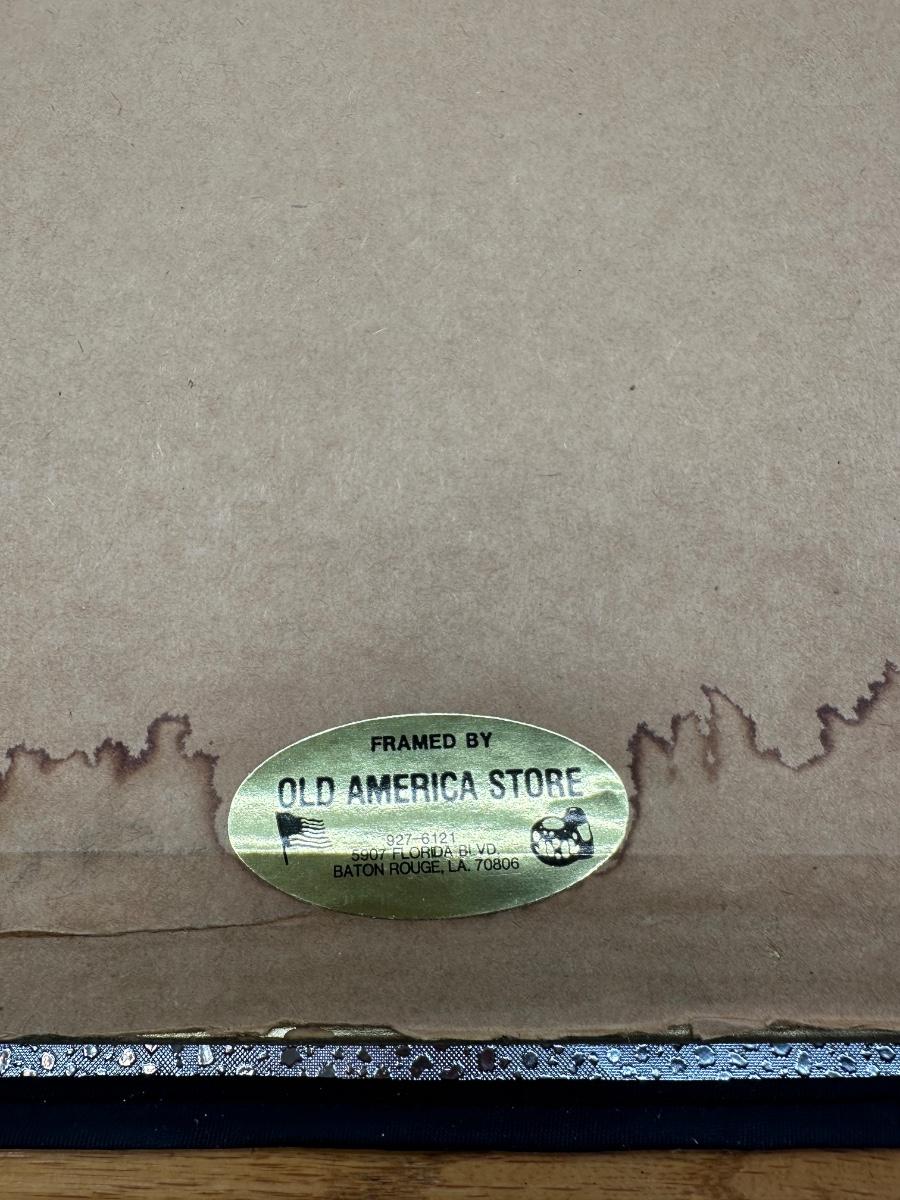 FRAMED BY
OLD AMERICA STORE
927-6121
5907 FLORIDA BLVD.
BATON ROUGE, LA. 70806